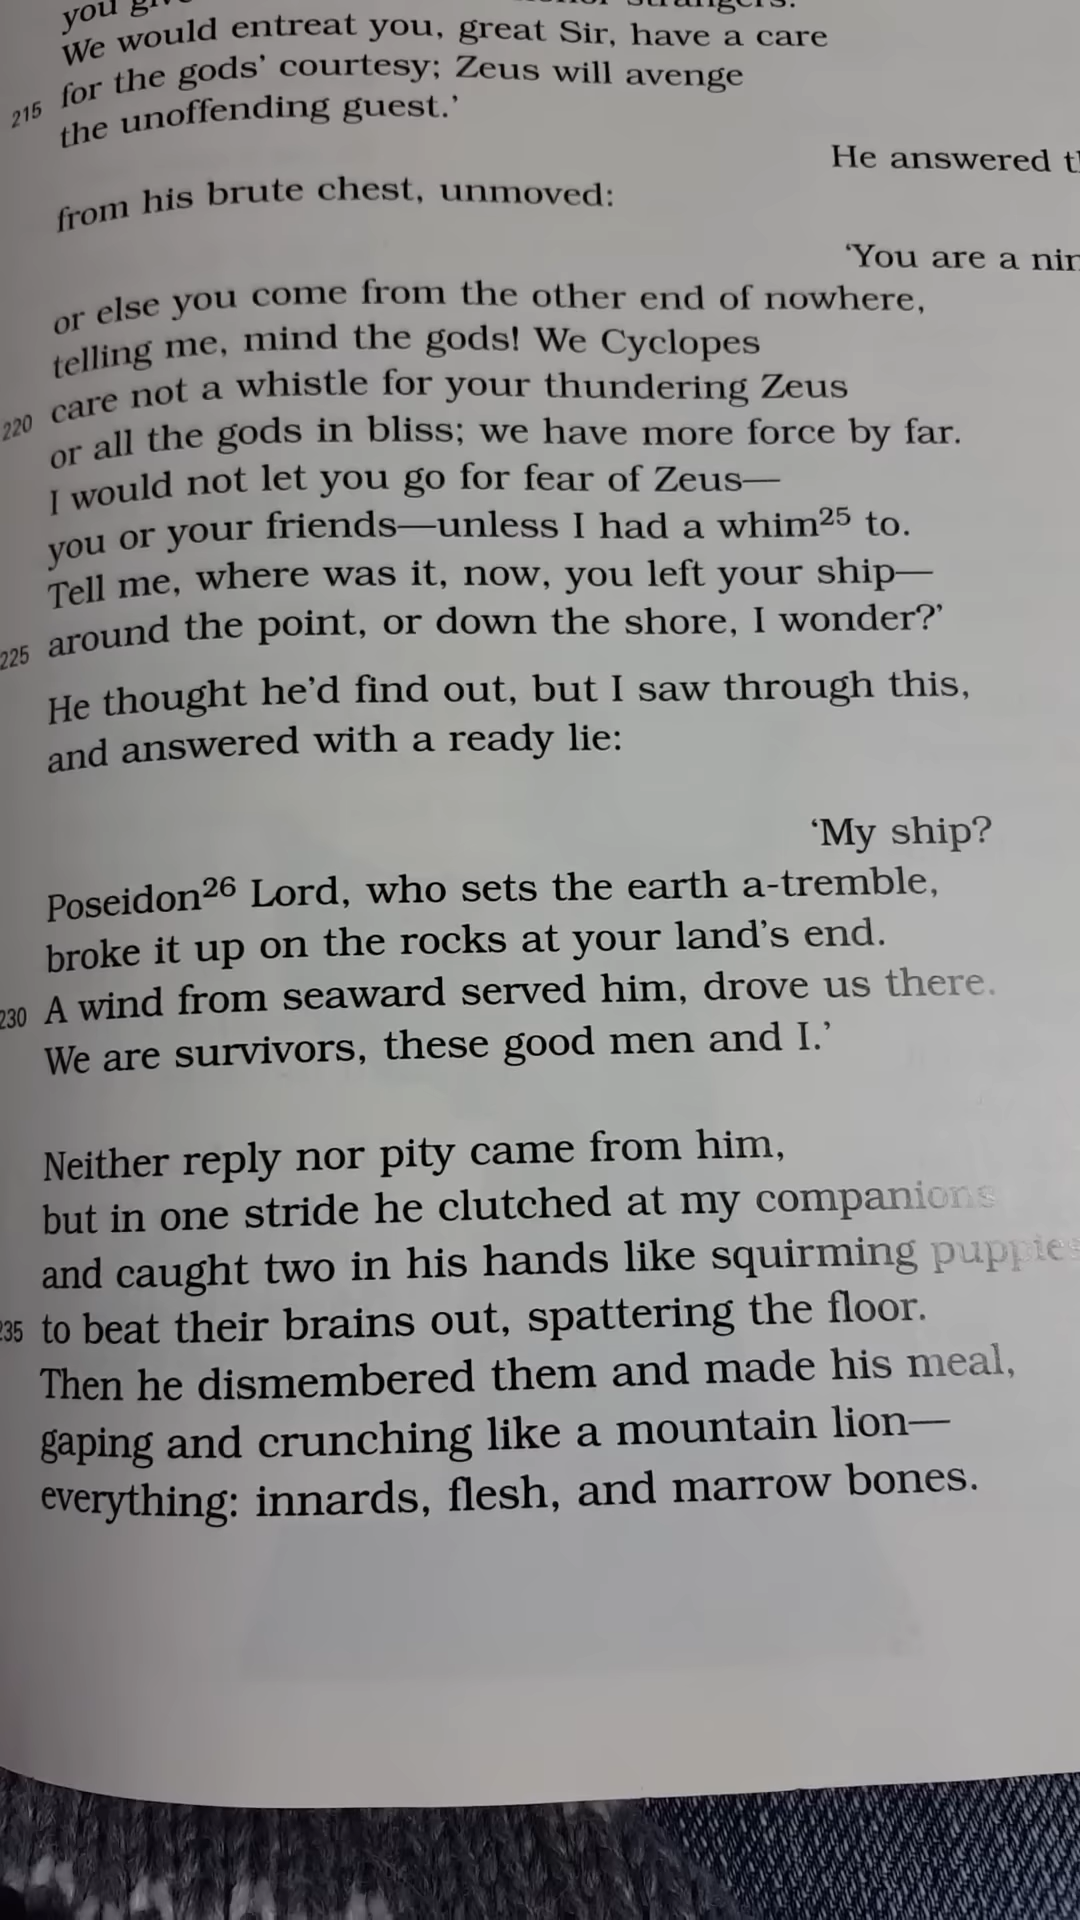 you
We would entreat you, great Sir, have a care
for the gods’ courtesy; Zeus will avenge
215
the unoffending guest.’
He answered
from his brute chest, unmoved:
‘You are a
or else you come from the other end of nowhere,
telling me, mind the gods! We Cyclopes
care not a whistle for your thundering Zeus
220
or all the gods in bliss; we have more force by far.
I would not let you go for fear of Zeus—
you or your friends—unless I had a whim25 to.
Tell me, where was it, now, you left your ship—
225 around the point, or down the shore, I wonder?’
He thought he’d find out, but I saw through this,
and answered with a ready lie:
‘My ship?
Poseidon26 Lord, who sets the earth a-tremble,
broke it up on the rocks at your land’s end.
230 A wind from seaward served him, drove us there.
We are survivors, these good men and I.’
Neither reply nor pity came from him,
but in one stride he clutched at my companions
and caught two in his hands like squirming puppies
235 to beat their brains out, spattering the floor.
Then he dismembered them and made his meal,
gaping and crunching like a mountain lion—
everything: innards, flesh, and marrow bones.